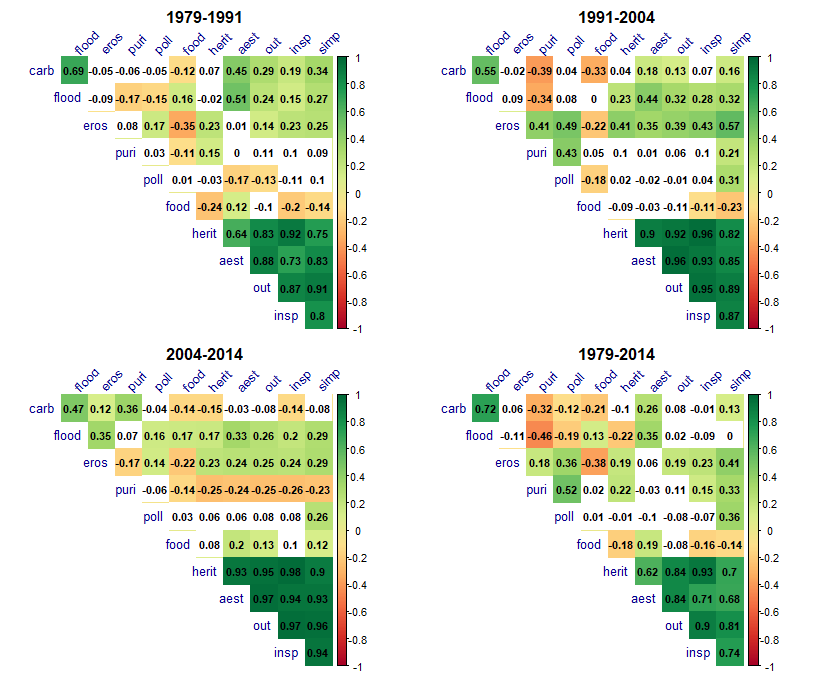 1979-1991
flood eros puri poll food herit aest out insp simp
carb 0.69 -0.05 -0.06 -0.05 -0.12 0.07 0.45 0.29 0.19 0.34
flood -0.09 -0.17 -0.15 0.16 -0.02 0.51 0.24 0.15 0.27
eros 0.08 0.17 -0.35 0.23 0.01 0.14 0.23 0.25
puri 0.03 -0.11 0.15 0 0.11 0.1 0.09
poll 0.01 -0.03 -0.17 -0.13 -0.11 0.1
food -0.24 0.12 -0.1 -0.2 -0.14
herit 0.64 0.83 0.92 0.75
aest 0.88 0.73 0.83
out 0.87 0.91
insp 0.8
1
0.8
0.6
0.4
0.2
0
-0.2
-0.4
-0.6
-0.8
-1
1991-2004
flood eros puri poll food herit aest out insp simp
carb 0.55 -0.02 -0.39 0.04 -0.33 0.04 0.18 0.13 0.07 0.16
flood 0.09 -0.34 0.08 0 0.23 0.44 0.32 0.28 0.32
eros 0.41 0.49 -0.22 0.41 0.35 0.39 0.43 0.57
puri 0.43 0.05 0.1 0.01 0.06 0.1 0.21
poll -0.18 0.02 -0.02 -0.01 0.04 0.31
food -0.09 -0.03 -0.11 -0.11 -0.23
herit 0.9 0.92 0.96 0.82
aest 0.96 0.93 0.85
out 0.95 0.89
insp 0.87
1
0.8
0.6
0.4
0.2
0
-0.2
-0.4
-0.6
-0.8
-1
2004-2014
flood eros puri poll food herit aest out insp simp
carb 0.47 0.12 0.36 -0.04 -0.14 -0.15 -0.03 -0.08 -0.14 -0.08
flood 0.35 0.07 0.16 0.17 0.17 0.33 0.26 0.2 0.29
eros -0.17 0.14 -0.22 0.23 0.24 0.25 0.24 0.29
puri -0.06 -0.14 -0.25 -0.24 -0.25 -0.26 -0.23
poll 0.03 0.06 0.06 0.08 0.08 0.26
food 0.08 0.2 0.13 0.1 0.12
herit 0.93 0.95 0.98 0.9
aest 0.97 0.94 0.93
out 0.97 0.96
insp 0.94
1
0.8
0.6
0.4
0.2
0
-0.2
-0.4
-0.6
-0.8
-1
1979-2014
flood eros puri poll food herit aest out insp simp
carb 0.72 0.06 -0.32 -0.12 -0.21 -0.1 0.26 0.08 -0.01 0.13
flood -0.11 -0.46 -0.19 0.13 -0.22 0.35 0.02 -0.09 0
eros 0.18 0.36 -0.38 0.19 0.06 0.19 0.23 0.41
puri 0.52 0.02 0.22 -0.03 0.11 0.15 0.33
poll 0.01 -0.01 -0.1 -0.08 -0.07 0.36
food -0.18 0.19 -0.08 -0.16 -0.14
herit 0.62 0.84 0.93 0.7
aest 0.84 0.71 0.68
out 0.9 0.81
insp 0.74
1
0.8
0.6
0.4
0.2
0
-0.2
-0.4
-0.6
-0.8
-1